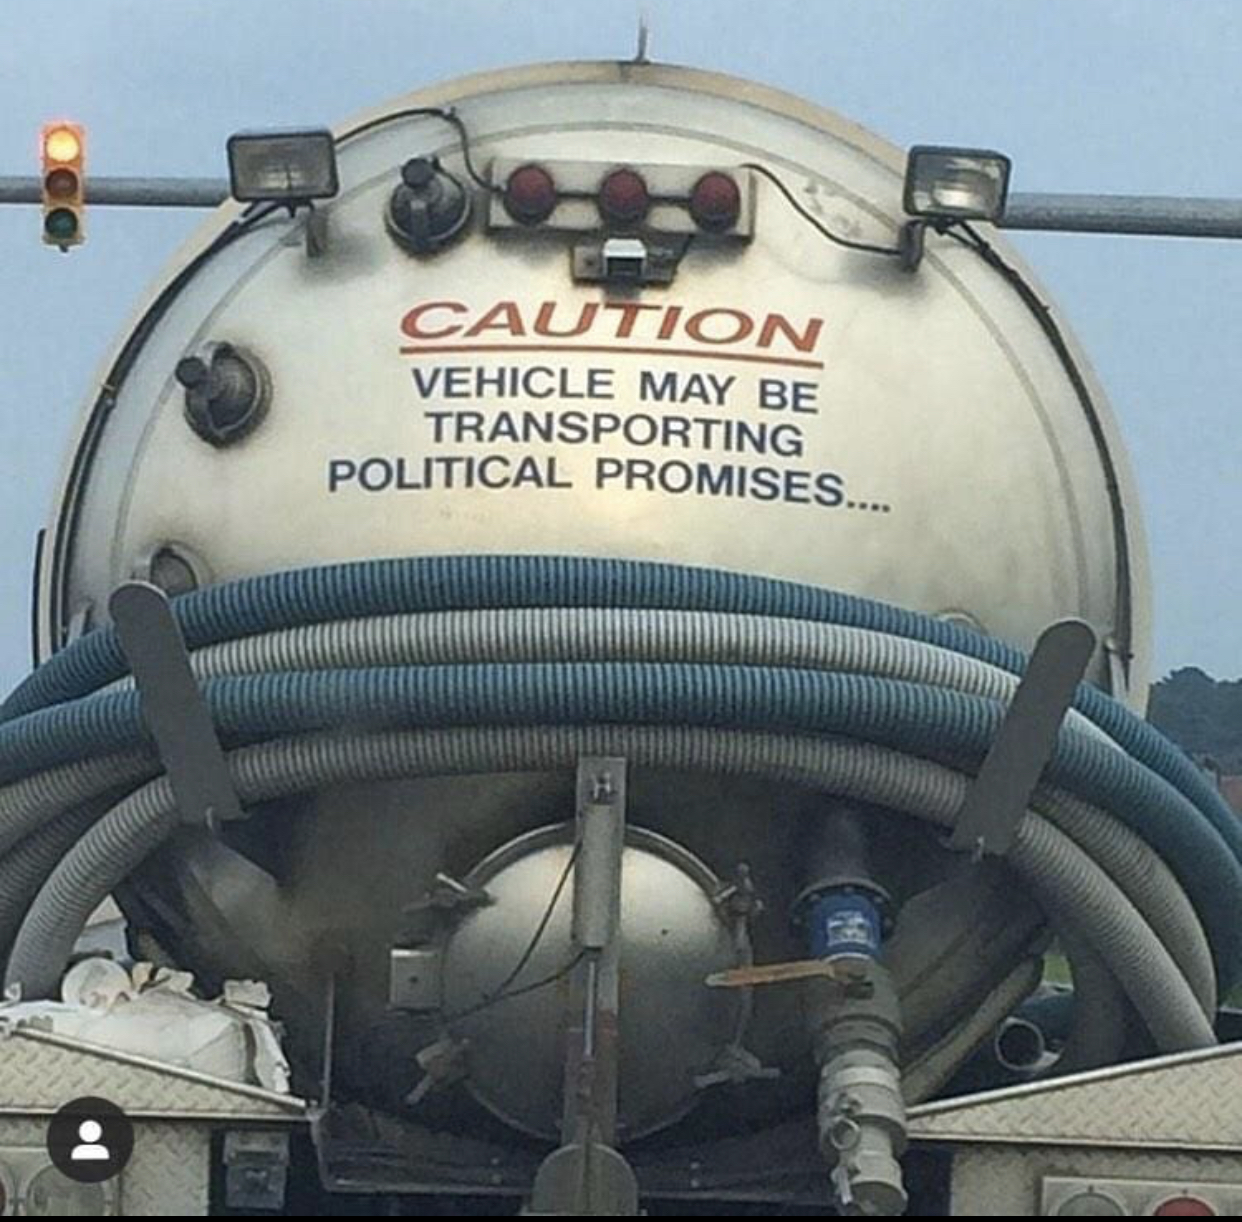 CAUTION
VEHICLE MAY BE
TRANSPORTING
POLITICAL PROMISES....